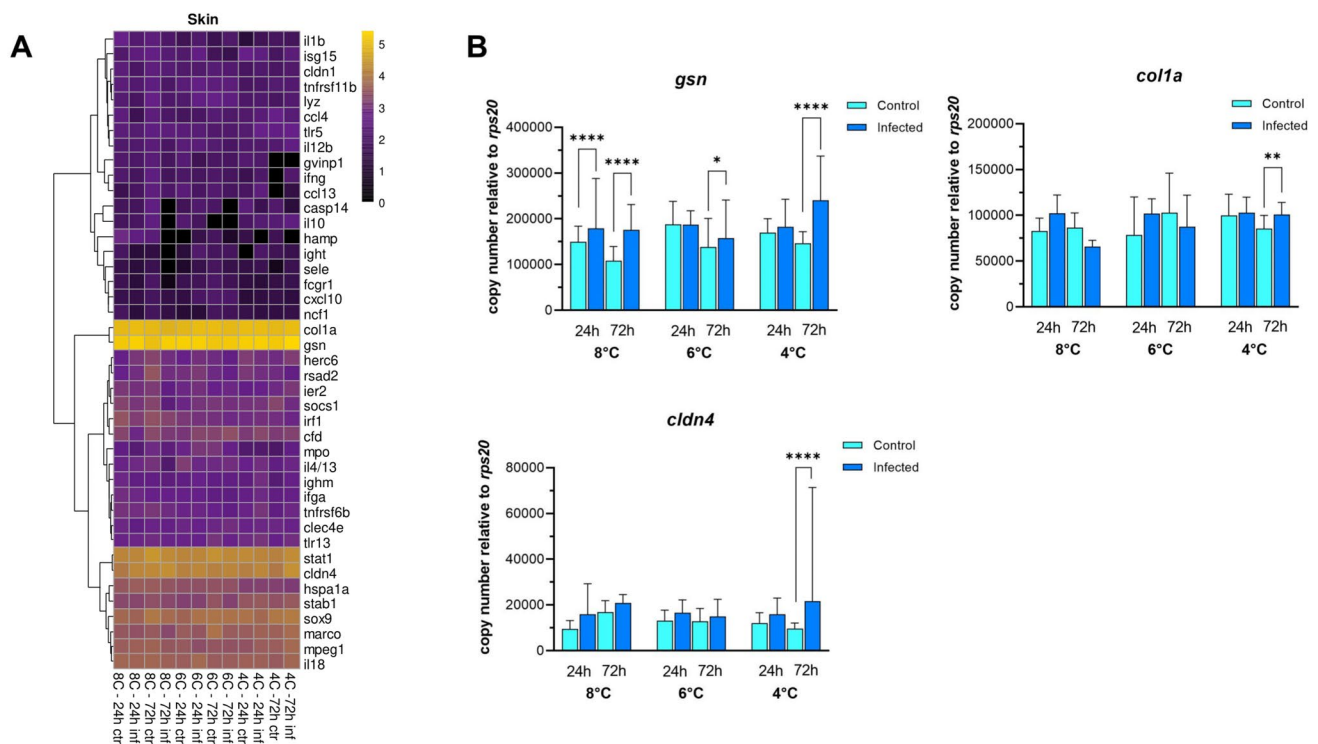 A
Skin
il1b
isg15
cldn1
tnfrsf11b
lyz
ccl4
tlr5
il12b
gvinp1
ifng
ccl13
casp14
il10
hamp
ight
sele
fcgr1
cxcl10
ncf1
col1a
gsn
herc6
rsad2
ier2
socs1
irf1
cfd
mpo
il4/13
ighm
ifga
tnfrsf6b
clec4e
tlr13
stat1
cldn4
hspa1a
stab1
sox9
marco
mpeg1
il18
5
4
3
2
1
0
8C - 24h ctr
8C - 24h inf
8C - 72h ctr
8C - 72h inf
6C - 24h ctr
6C - 24h inf
6C - 72h ctr
6C - 72h inf
4C - 24h ctr
4C - 24h inf
4C -72h ctr
4C -72h inf
B
gsn
copy number relative to rps20
400000
300000
200000
100000
0
****
****
*
****
Control
Infected
24h 72h 24h 72h 24h 72h
8°C 6°C 4°C
col1a
copy number relative to rps20
200000
150000
100000
50000
0
**
Control
Infected
24h 72h 24h 72h 24h 72h
8°C 6°C 4°C
cldn4
copy number relative to rps20
80000
60000
40000
20000
0
****
Control
Infected
24h 72h 24h 72h 24h 72h
8°C 6°C 4°C